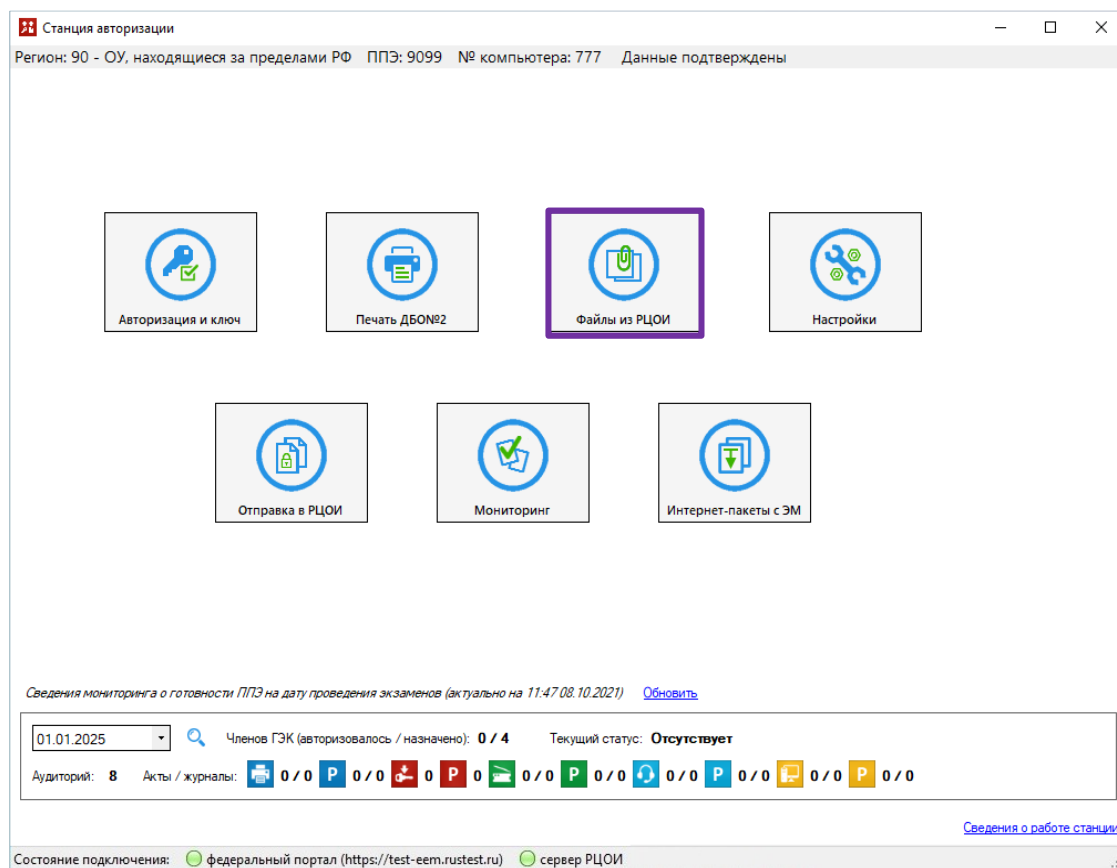 Станция авторизации
Регион: 90 - ОУ, находящиеся за пределами РФ ППЭ: 9099 № компьютера: 777 Данные подтверждены
Авторизация и ключ Печать ДБО№2 Файлы из РЦОИ Настройки
Отправка в РЦОИ Мониторинг Интернет-пакеты с ЭМ
Сведения мониторинга о готовности ППЭ на дату проведения экзаменов (актуально на 11:47 08.10.2021) Обновить
01.01.2025 Членов ГЭК (авторизовалось / назначено): 0 / 4 Текущий статус: Отсутствует
Аудиторий: 8 Акты / журналы: 0 / 0 P 0 / 0 0 P 0 0 / 0 P 0 / 0 0 / 0 P 0 / 0 0 / 0 P 0 / 0
Сведения о работе станции
Состояние подключения: федеральный портал (https://test-eem.rustest.ru) сервер РЦОИ